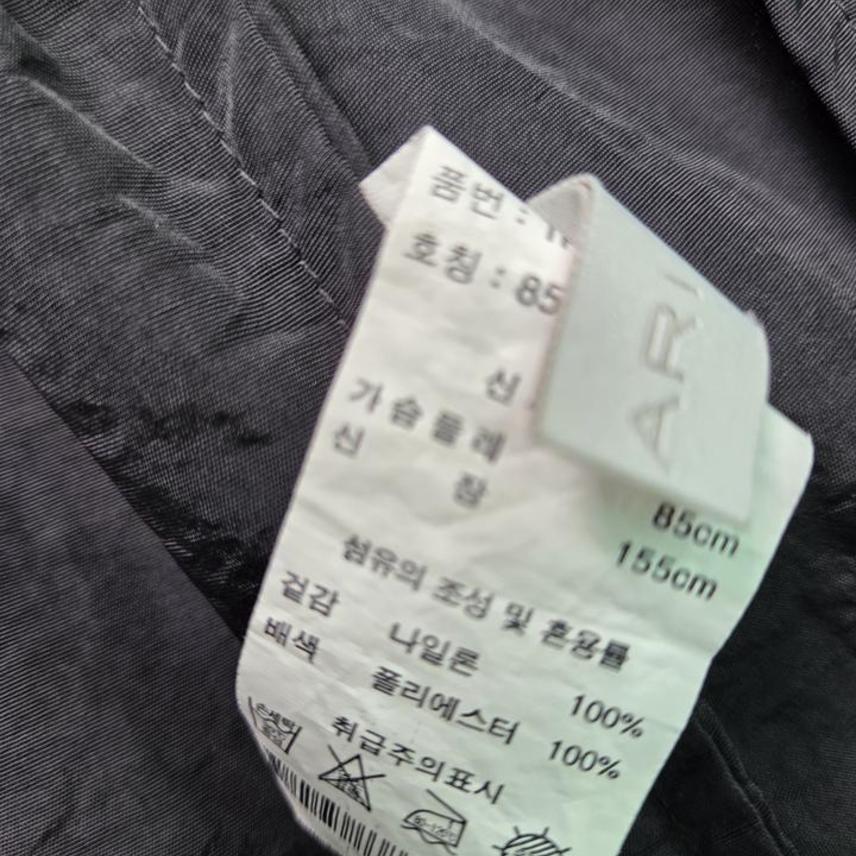 품번 :
호칭 : 85
신
가슴둘레
85cm
신 장
155cm
섬유의 조성 및 혼용률
겉감 나일론 100%
배색 폴리에스터 100%
취급주의표시
AR